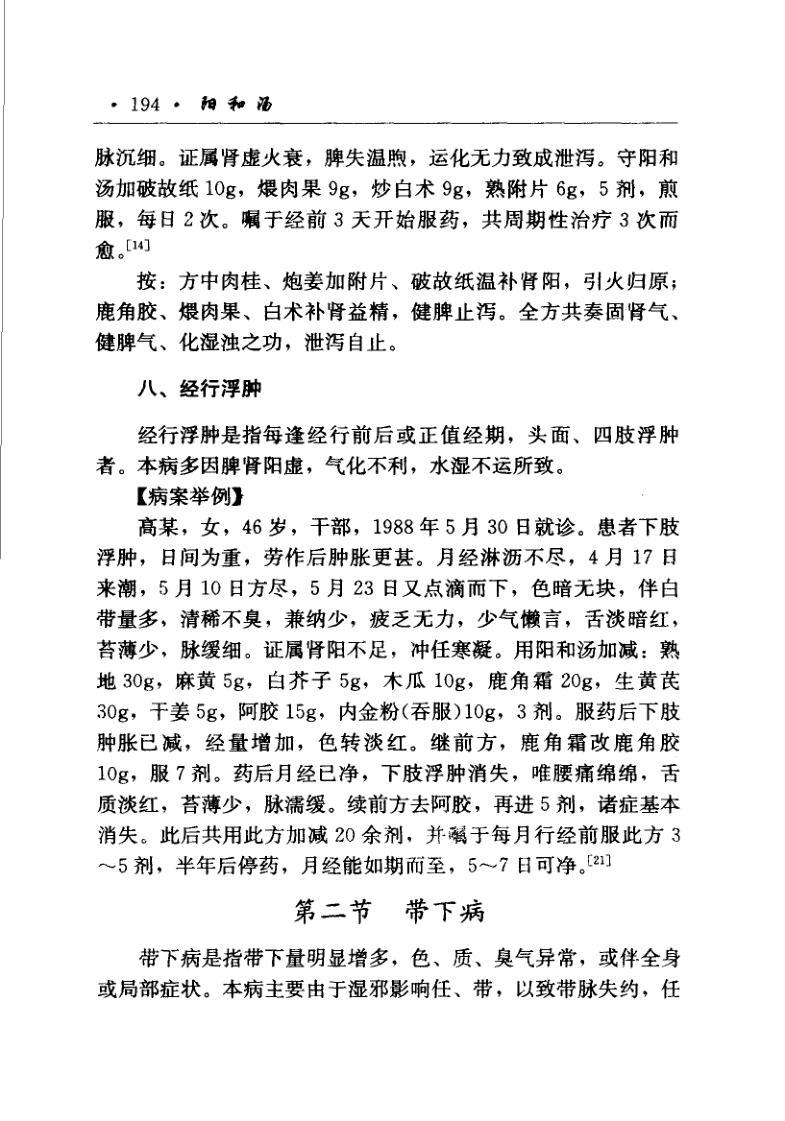 · 194 · 阳和汤
脉沉细。证属肾虚火衰，脾失温煦，运化无力致成泄泻。守阳和
汤加破故纸 10g，煨肉果 9g，炒白术 9g，熟附片 6g，5 剂，煎
服，每日 2 次。嘱于经前 3 天开始服药，共周期性治疗 3 次而
愈。[14]
按：方中肉桂、炮姜加附片、破故纸温补肾阳，引火归原；
鹿角胶、煨肉果、白术补肾益精，健脾止泻。全方共奏固肾气、
健脾气、化湿浊之功，泄泻自止。
八、经行浮肿
经行浮肿是指每逢经行前后或正值经期，头面、四肢浮肿
者。本病多因脾肾阳虚，气化不利，水湿不运所致。
【病案举例】
高某，女，46 岁，干部，1988 年 5 月 30 日就诊。患者下肢
浮肿，日间为重，劳作后肿胀更甚。月经淋沥不尽，4 月 17 日
来潮，5 月 10 日方尽，5 月 23 日又点滴而下，色暗无块，伴白
带量多，清稀不臭，兼纳少，疲乏无力，少气懒言，舌淡暗红，
苔薄少，脉缓细。证属肾阳不足，冲任寒凝。用阳和汤加减：熟
地 30g，麻黄 5g，白芥子 5g，木瓜 10g，鹿角霜 20g，生黄芪
30g，干姜 5g，阿胶 15g，内金粉(吞服)10g，3 剂。服药后下肢
肿胀已减，经量增加，色转淡红。继前方，鹿角霜改鹿角胶
10g，服 7 剂。药后月经已净，下肢浮肿消失，唯腰痛绵绵，舌
质淡红，苔薄少，脉濡缓。续前方去阿胶，再进 5 剂，诸症基本
消失。此后共用此方加减 20 余剂，并嘱于每月行经前服此方 3
～5 剂，半年后停药，月经能如期而至，5～7 日可净。[21]
第二节 带下病
带下病是指带下量明显增多，色、质、臭气异常，或伴全身
或局部症状。本病主要由于湿邪影响任、带，以致带脉失约，任